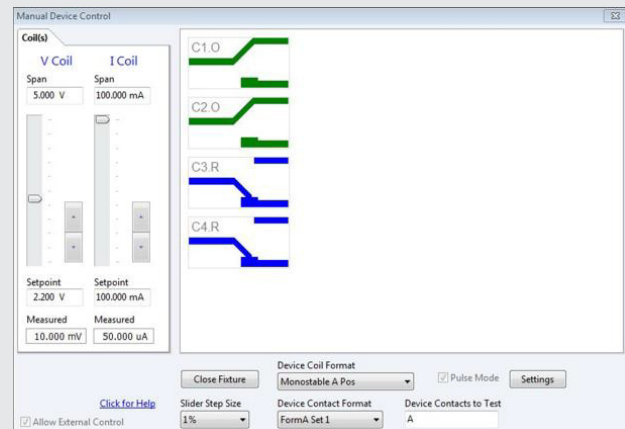 Manual Device Control
Coil(s)
V Coil I Coil
Span Span
5.000 V 100.000 mA
Setpoint Setpoint
2.200 V 100.000 mA
Measured Measured
10.000 mV 50.000 uA
C1.O
C2.O
C3.R
C4.R
Close Fixture
Device Coil Format
Monostable A Pos
Pulse Mode
Settings
Click for Help
Allow External Control
Slider Step Size
1%
Device Contact Format
FormA Set 1
Device Contacts to Test
A